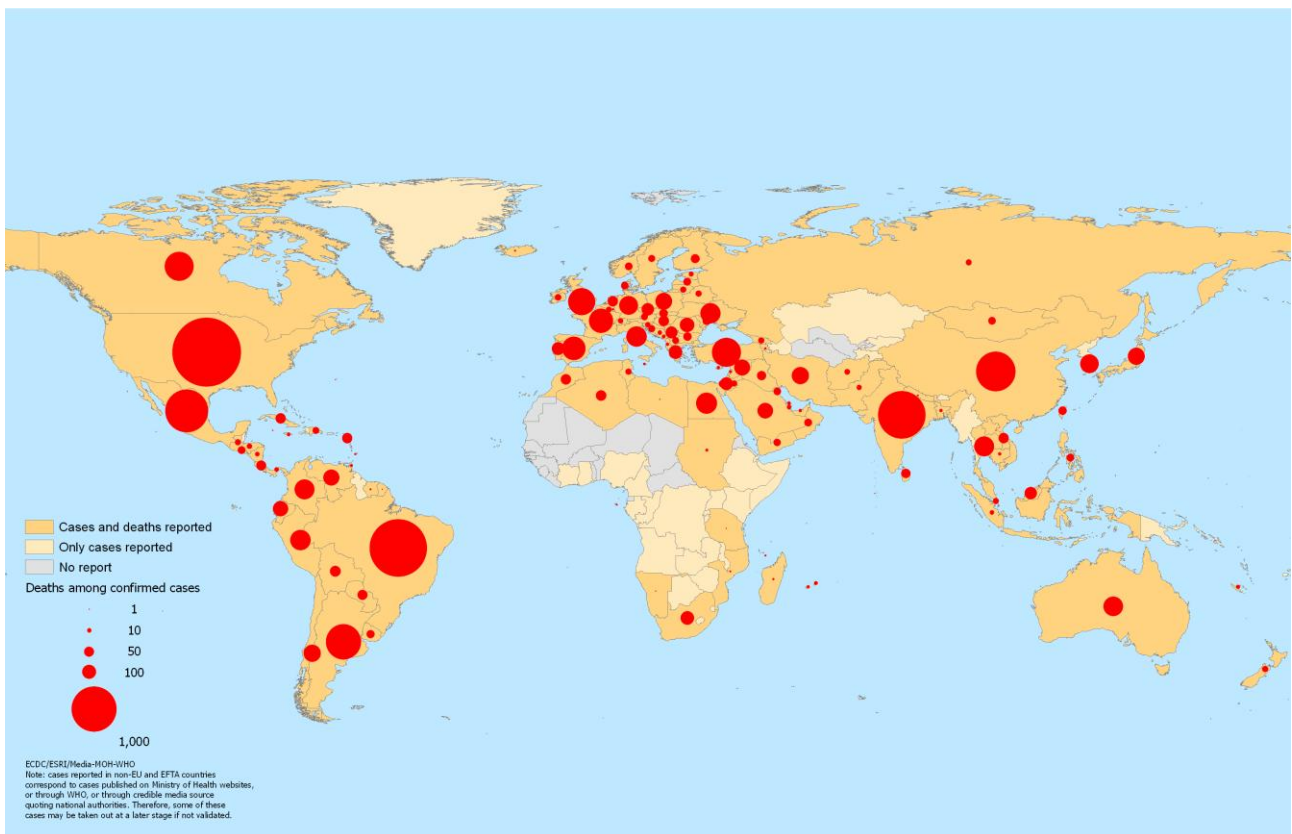 Cases and deaths reported
Only cases reported
No report
Deaths among confirmed cases
1
10
50
100
1,000
ECDC/ESRI/Media-MOH-WHO
Note: cases reported in non-EU and EFTA countries
correspond to cases published on Ministry of Health websites,
or through WHO, or through credible media source
quoting national authorities. Therefore, some of these
cases may be taken out at a later stage if not validated.